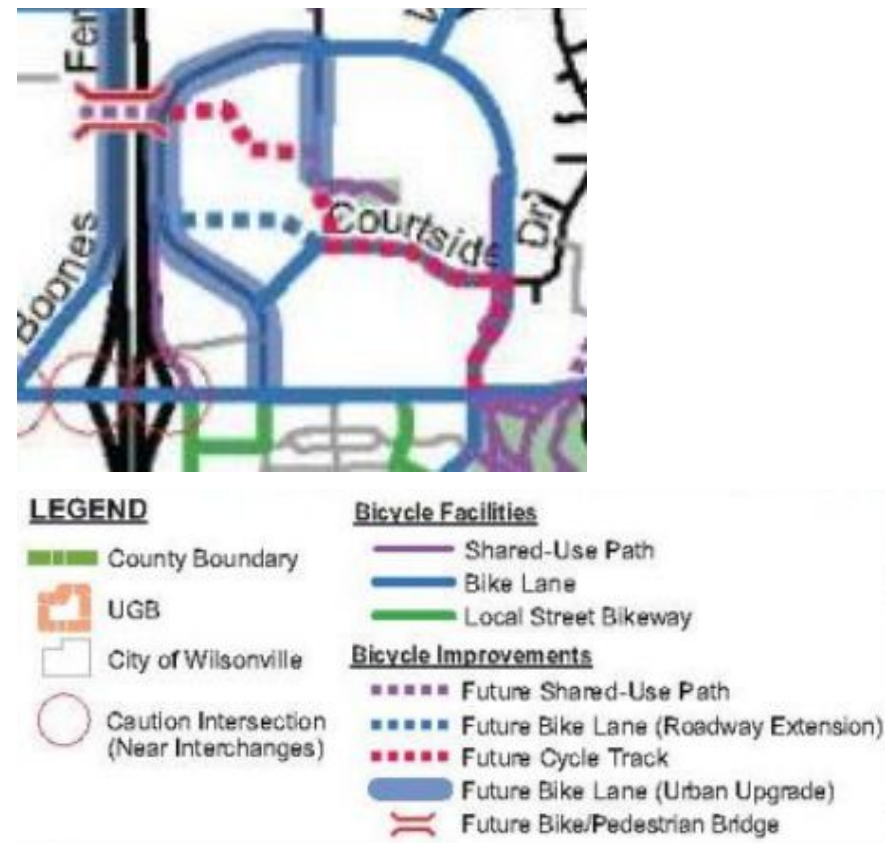 Boones
Fer
Courtside Dr
LEGEND
County Boundary
UGB
City of Wilsonville
Caution Intersection
(Near Interchanges)
Bicycle Facilities
Shared-Use Path
Bike Lane
Local Street Bikeway
Bicycle Improvements
Future Shared-Use Path
Future Bike Lane (Roadway Extension)
Future Cycle Track
Future Bike Lane (Urban Upgrade)
Future Bike/Pedestrian Bridge